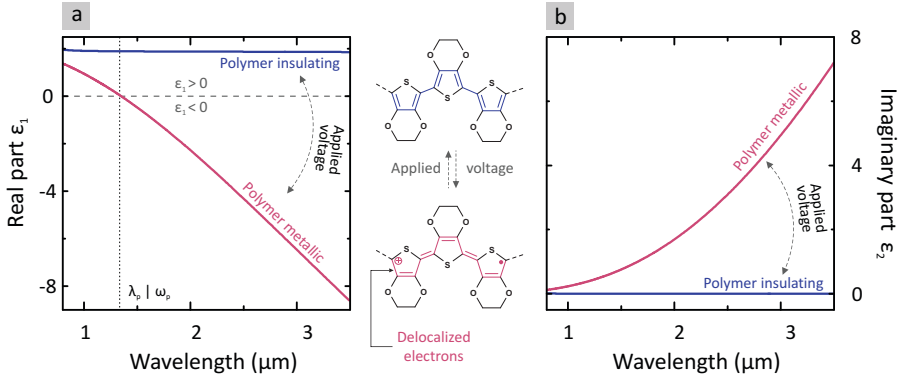 a
b
2
0
-4
-8
Real part ε₁
Polymer insulating
ε₁ > 0
ε₁ < 0
Applied
voltage
Polymer metallic
λₚ | ωₚ
1
2
3
Wavelength (μm)
O
O
S
S
S
O
O
O
O
Applied
voltage
O
O
S
S
S
⊕
O
O
O
O
Delocalized
electrons
8
4
0
Imaginary part ε₂
Polymer metallic
Applied
voltage
Polymer insulating
1
2
3
Wavelength (μm)